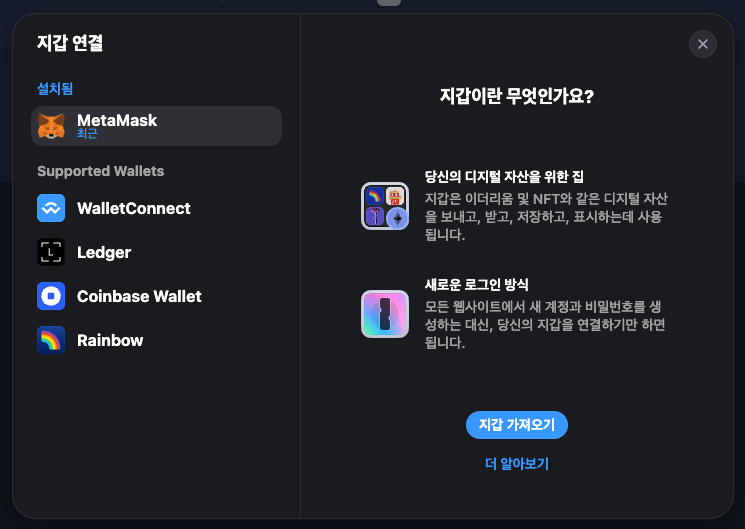 지갑 연결
설치됨
MetaMask
최근
Supported Wallets
WalletConnect
Ledger
Coinbase Wallet
Rainbow
지갑이란 무엇인가요?
당신의 디지털 자산을 위한 집
지갑은 이더리움 및 NFT와 같은 디지털 자산
을 보내고, 받고, 저장하고, 표시하는데 사용
됩니다.
새로운 로그인 방식
모든 웹사이트에서 새 계정과 비밀번호를 생
성하는 대신, 당신의 지갑을 연결하기만 하면
됩니다.
지갑 가져오기
더 알아보기